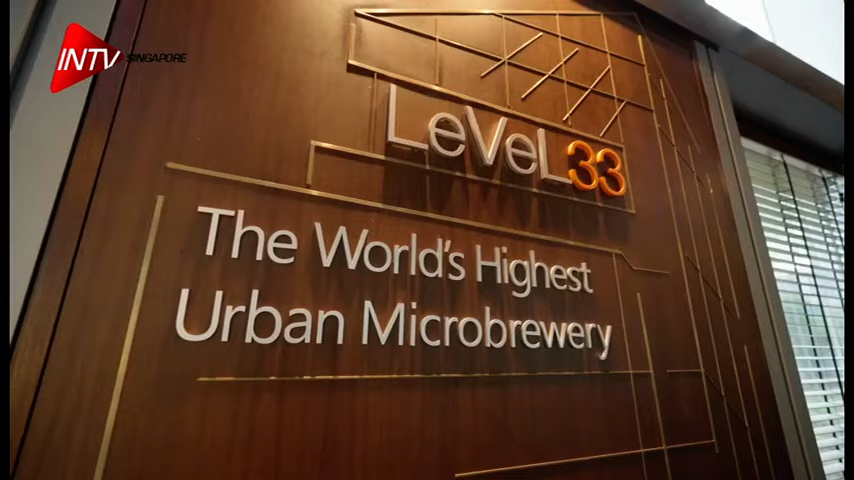 INTV SINGAPORE
LeVeL33
The World's Highest
Urban Microbrewery